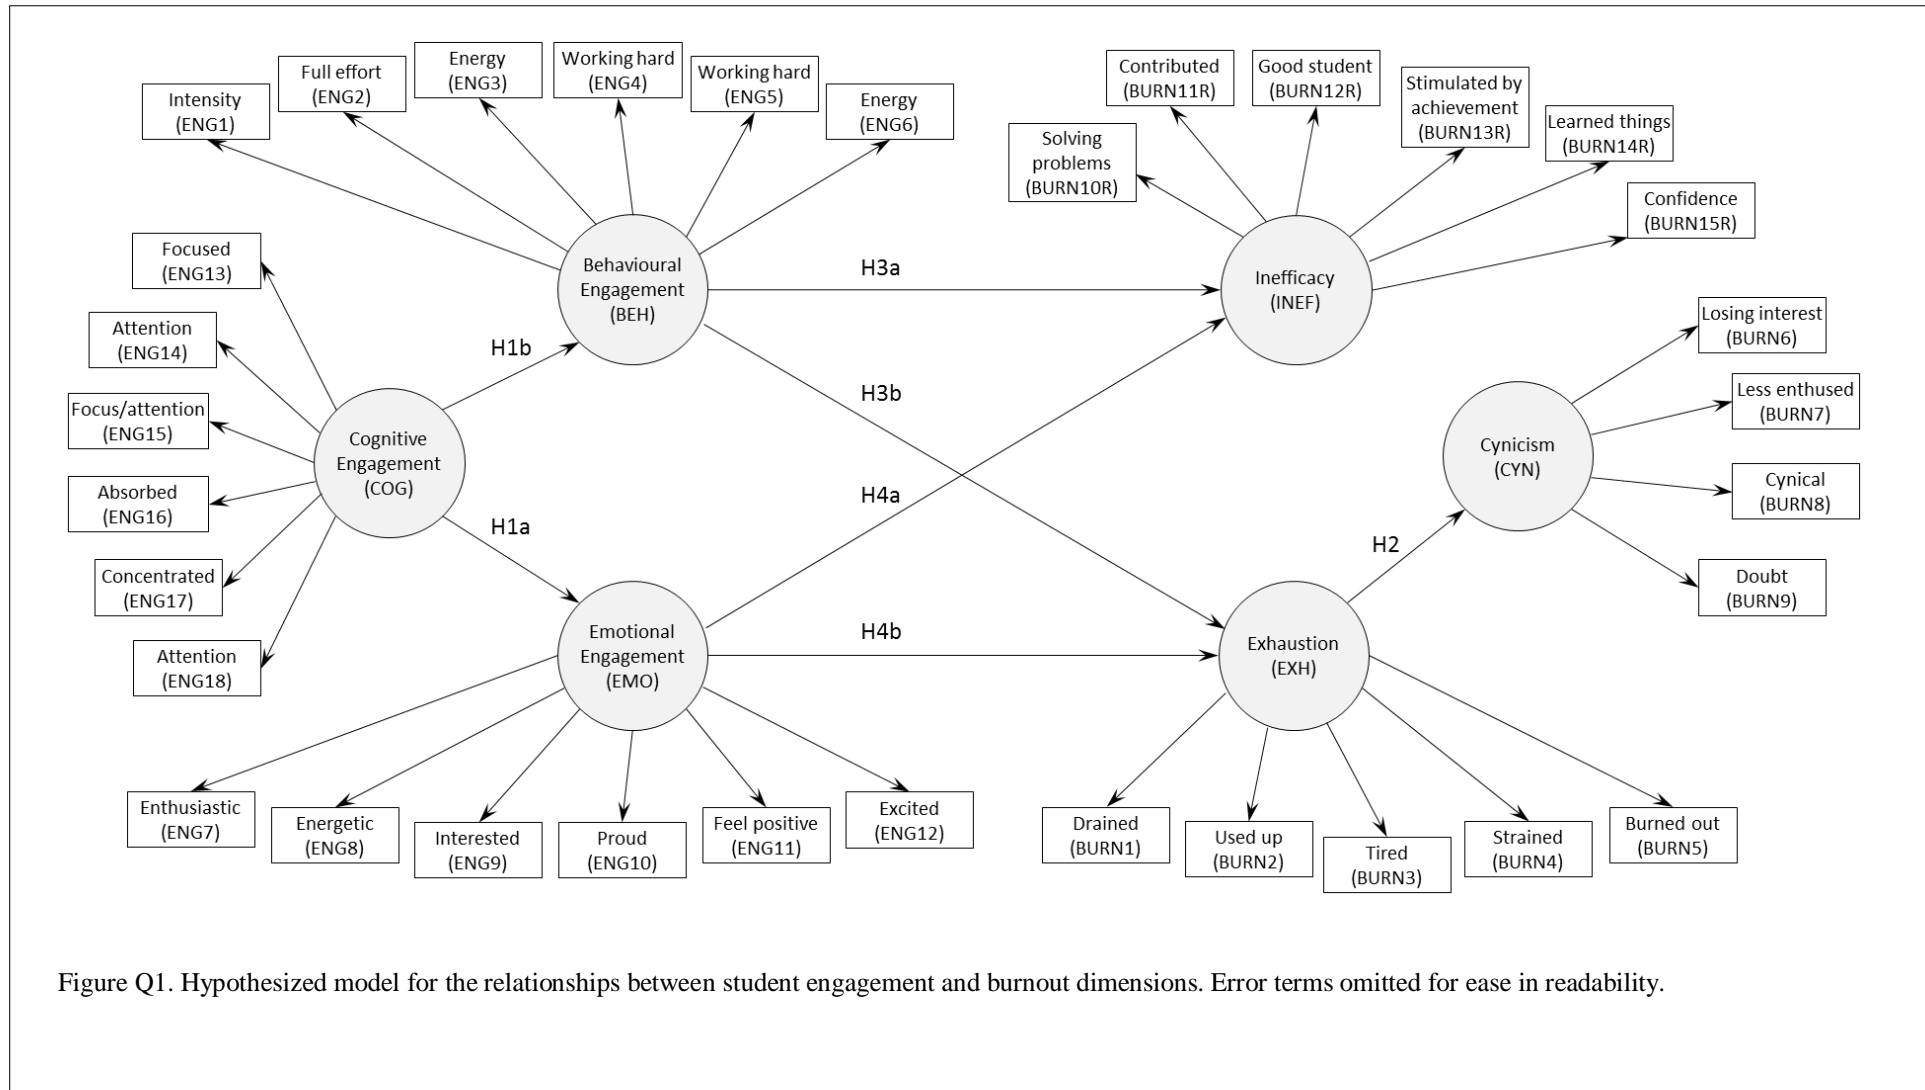 Intensity
(ENG1)
Full effort
(ENG2)
Energy
(ENG3)
Working hard
(ENG4)
Working hard
(ENG5)
Energy
(ENG6)
Solving
problems
(BURN10R)
Contributed
(BURN11R)
Good student
(BURN12R)
Stimulated by
achievement
(BURN13R)
Learned things
(BURN14R)
Confidence
(BURN15R)
Focused
(ENG13)
Attention
(ENG14)
Focus/attention
(ENG15)
Absorbed
(ENG16)
Concentrated
(ENG17)
Attention
(ENG18)
Cognitive
Engagement
(COG)
H1b
H1a
Behavioural
Engagement
(BEH)
H3a
H3b
H4a
H4b
Emotional
Engagement
(EMO)
Inefficacy
(INEF)
Exhaustion
(EXH)
H2
Cynicism
(CYN)
Losing interest
(BURN6)
Less enthused
(BURN7)
Cynical
(BURN8)
Doubt
(BURN9)
Enthusiastic
(ENG7)
Energetic
(ENG8)
Interested
(ENG9)
Proud
(ENG10)
Feel positive
(ENG11)
Excited
(ENG12)
Drained
(BURN1)
Used up
(BURN2)
Tired
(BURN3)
Strained
(BURN4)
Burned out
(BURN5)
Figure Q1. Hypothesized model for the relationships between student engagement and burnout dimensions. Error terms omitted for ease in readability.